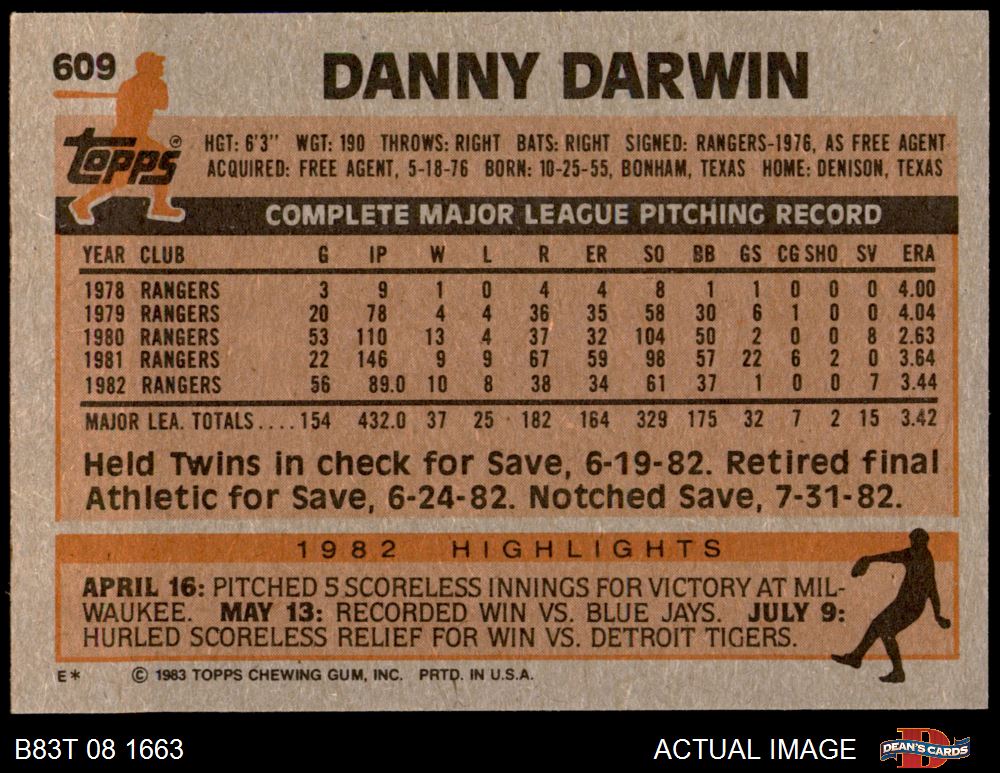 609
DANNY DARWIN
Topps®
HGT: 6'3'' WGT: 190 THROWS: RIGHT BATS: RIGHT SIGNED: RANGERS-1976, AS FREE AGENT
ACQUIRED: FREE AGENT, 5-18-76 BORN: 10-25-55, BONHAM, TEXAS HOME: DENISON, TEXAS
COMPLETE MAJOR LEAGUE PITCHING RECORD
YEAR CLUB G IP W L R ER SO BB GS CG SHO SV ERA
1978 RANGERS 3 9 1 0 4 4 8 1 1 0 0 0 4.00
1979 RANGERS 20 78 4 4 36 35 58 30 6 1 0 0 4.04
1980 RANGERS 53 110 13 4 37 32 104 50 2 0 0 8 2.63
1981 RANGERS 22 146 9 9 67 59 98 57 22 6 2 0 3.64
1982 RANGERS 56 89.0 10 8 38 34 61 37 1 0 0 7 3.44
MAJOR LEA. TOTALS....154 432.0 37 25 182 164 329 175 32 7 2 15 3.42
Held Twins in check for Save, 6-19-82. Retired final
Athletic for Save, 6-24-82. Notched Save, 7-31-82.
1982 HIGHLIGHTS
APRIL 16: PITCHED 5 SCORELESS INNINGS FOR VICTORY AT MIL-
WAUKEE. MAY 13: RECORDED WIN VS. BLUE JAYS. JULY 9:
HURLED SCORELESS RELIEF FOR WIN VS. DETROIT TIGERS.
E* © 1983 TOPPS CHEWING GUM, INC. PRTD. IN U.S.A.
B83T 08 1663 ACTUAL IMAGE D DEAN'S CARDS